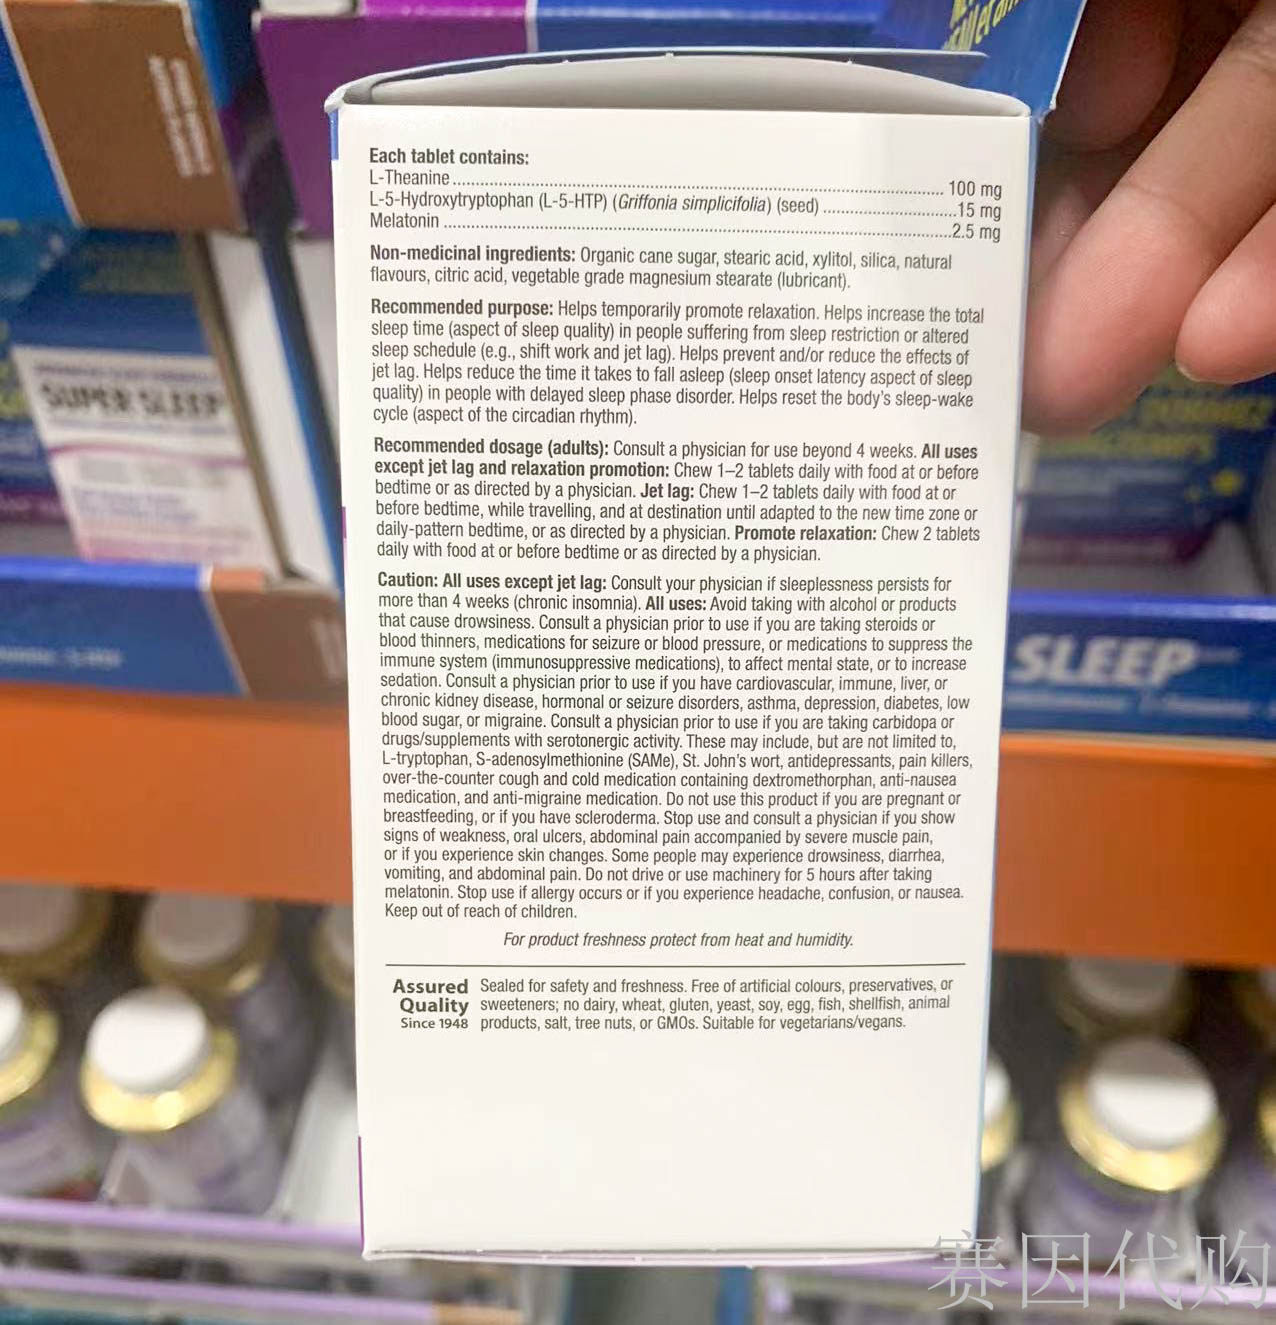 Each tablet contains:
L-Theanine ........ 100 mg
L-5-Hydroxytryptophan (L-5-HTP) (Griffonia simplicifolia) (seed) ........ 15 mg
Melatonin ........ 2.5 mg
Non-medicinal ingredients: Organic cane sugar, stearic acid, xylitol, silica, natural
flavours, citric acid, vegetable grade magnesium stearate (lubricant).
Recommended purpose: Helps temporarily promote relaxation. Helps increase the total
sleep time (aspect of sleep quality) in people suffering from sleep restriction or altered
sleep schedule (e.g., shift work and jet lag). Helps prevent and/or reduce the effects of
jet lag. Helps reduce the time it takes to fall asleep (sleep onset latency aspect of sleep
quality) in people with delayed sleep phase disorder. Helps reset the body's sleep-wake
cycle (aspect of the circadian rhythm).
Recommended dosage (adults): Consult a physician for use beyond 4 weeks. All uses
except jet lag and relaxation promotion: Chew 1–2 tablets daily with food at or before
bedtime or as directed by a physician. Jet lag: Chew 1–2 tablets daily with food at or
before bedtime, while travelling, and at destination until adapted to the new time zone or
daily-pattern bedtime, or as directed by a physician. Promote relaxation: Chew 2 tablets
daily with food at or before bedtime or as directed by a physician.
Caution: All uses except jet lag: Consult your physician if sleeplessness persists for
more than 4 weeks (chronic insomnia). All uses: Avoid taking with alcohol or products
that cause drowsiness. Consult a physician prior to use if you are taking steroids or
blood thinners, medications for seizure or blood pressure, or medications to suppress the
immune system (immunosuppressive medications), to affect mental state, or to increase
sedation. Consult a physician prior to use if you have cardiovascular, immune, liver, or
chronic kidney disease, hormonal or seizure disorders, asthma, depression, diabetes, low
blood sugar, or migraine. Consult a physician prior to use if you are taking carbidopa or
drugs/supplements with serotonergic activity. These may include, but are not limited to,
L-tryptophan, S-adenosylmethionine (SAMe), St. John's wort, antidepressants, pain killers,
over-the-counter cough and cold medication containing dextromethorphan, anti-nausea
medication, and anti-migraine medication. Do not use this product if you are pregnant or
breastfeeding, or if you have scleroderma. Stop use and consult a physician if you show
signs of weakness, oral ulcers, abdominal pain accompanied by severe muscle pain,
or if you experience skin changes. Some people may experience drowsiness, diarrhea,
vomiting, and abdominal pain. Do not drive or use machinery for 5 hours after taking
melatonin. Stop use if allergy occurs or if you experience headache, confusion, or nausea.
Keep out of reach of children.
For product freshness protect from heat and humidity.
Assured Quality Since 1948
Sealed for safety and freshness. Free of artificial colours, preservatives, or
sweeteners; no dairy, wheat, gluten, yeast, soy, egg, fish, shellfish, animal
products, salt, tree nuts, or GMOs. Suitable for vegetarians/vegans.
SUPER SLEEP
SLEEP
赛因代购